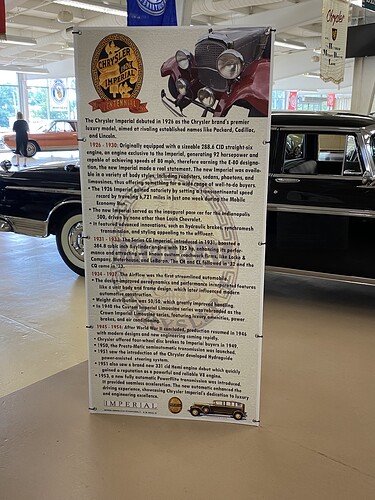 CHRYSLER
IMPERIAL
CENTENNIAL
The Chrysler Imperial debuted in 1926 as the Chrysler brand's premier
luxury model, aimed at rivaling established names like Packard, Cadillac,
and Lincoln.
1926 - 1930: Originally equipped with a sizeable 288.6 CID straight-six
engine, an engine exclusive to the Imperial, generating 92 horsepower and
capable of achieving speeds of 80 mph, therefore earning the E-80 designa-
tion, the new Imperial made a real statement. The new Imperial was availa-
ble in a variety of body styles, including roadsters, sedans, phaetons, and
limousines, thus offering something for a wide range of well-to-do buyers
• The 1926 Imperial gained notoriety by setting a transcontinental speed
record by traveling 6,721 miles in just one week during the Mobile
Economy Run.
• The new Imperial served as the inaugural pace car for the Indianapolis
500, driven by none other than Louis Chevrolet.
• It featured advanced innovations, such as hydraulic brakes, synchromesh
transmission, and styling appealing to the affluent.
1931 - 1933: The Series CG Imperial, introduced in 1931, boasted a
384.8 cubic inch inline engine with 125 hp, enhancing its perfor-
mance and attracting well known custom coachwork firms, like Locke &
Company, Waterhouse, and LeBaron. The CH and CL followed in '32 and the
CQ came in '33.
1934 - 1937: The Airflow was the first streamlined automobile
• The design improved aerodynamics and performance interpreted features
like a unit body and frame design, which later influenced modern
automotive construction.
• Weight distribution was 50/50, which greatly improved handling
• In 1940 the Custom Imperial Limousine series was rebranded as the
Crown Imperial Limousine series, featuring luxury amenities, power
brakes, and air conditioning.
1945 - 1954: After World War II concluded, production resumed in 1946
with modern designs and new engineering coming rapidly.
• Chrysler offered four-wheel disc brakes to Imperial buyers in 1949.
• 1950, the Presto-Matic semiautomatic transmission was launched.
• 1951 saw the introduction of the Chrysler developed Hydraguide
power-assisted steering system.
• 1951 also saw a brand new 331 cid Hemi engine debut which quickly
gained a reputation as a powerful and reliable V8 engine.
• 1953, a new fully automatic PowerFlite transmission was introduced.
It provided seamless acceleration. The new automatic enhanced the
driving experience, showcasing Chrysler Imperial's dedication to luxury
and engineering excellence.
IMPERIAL
Chrysler